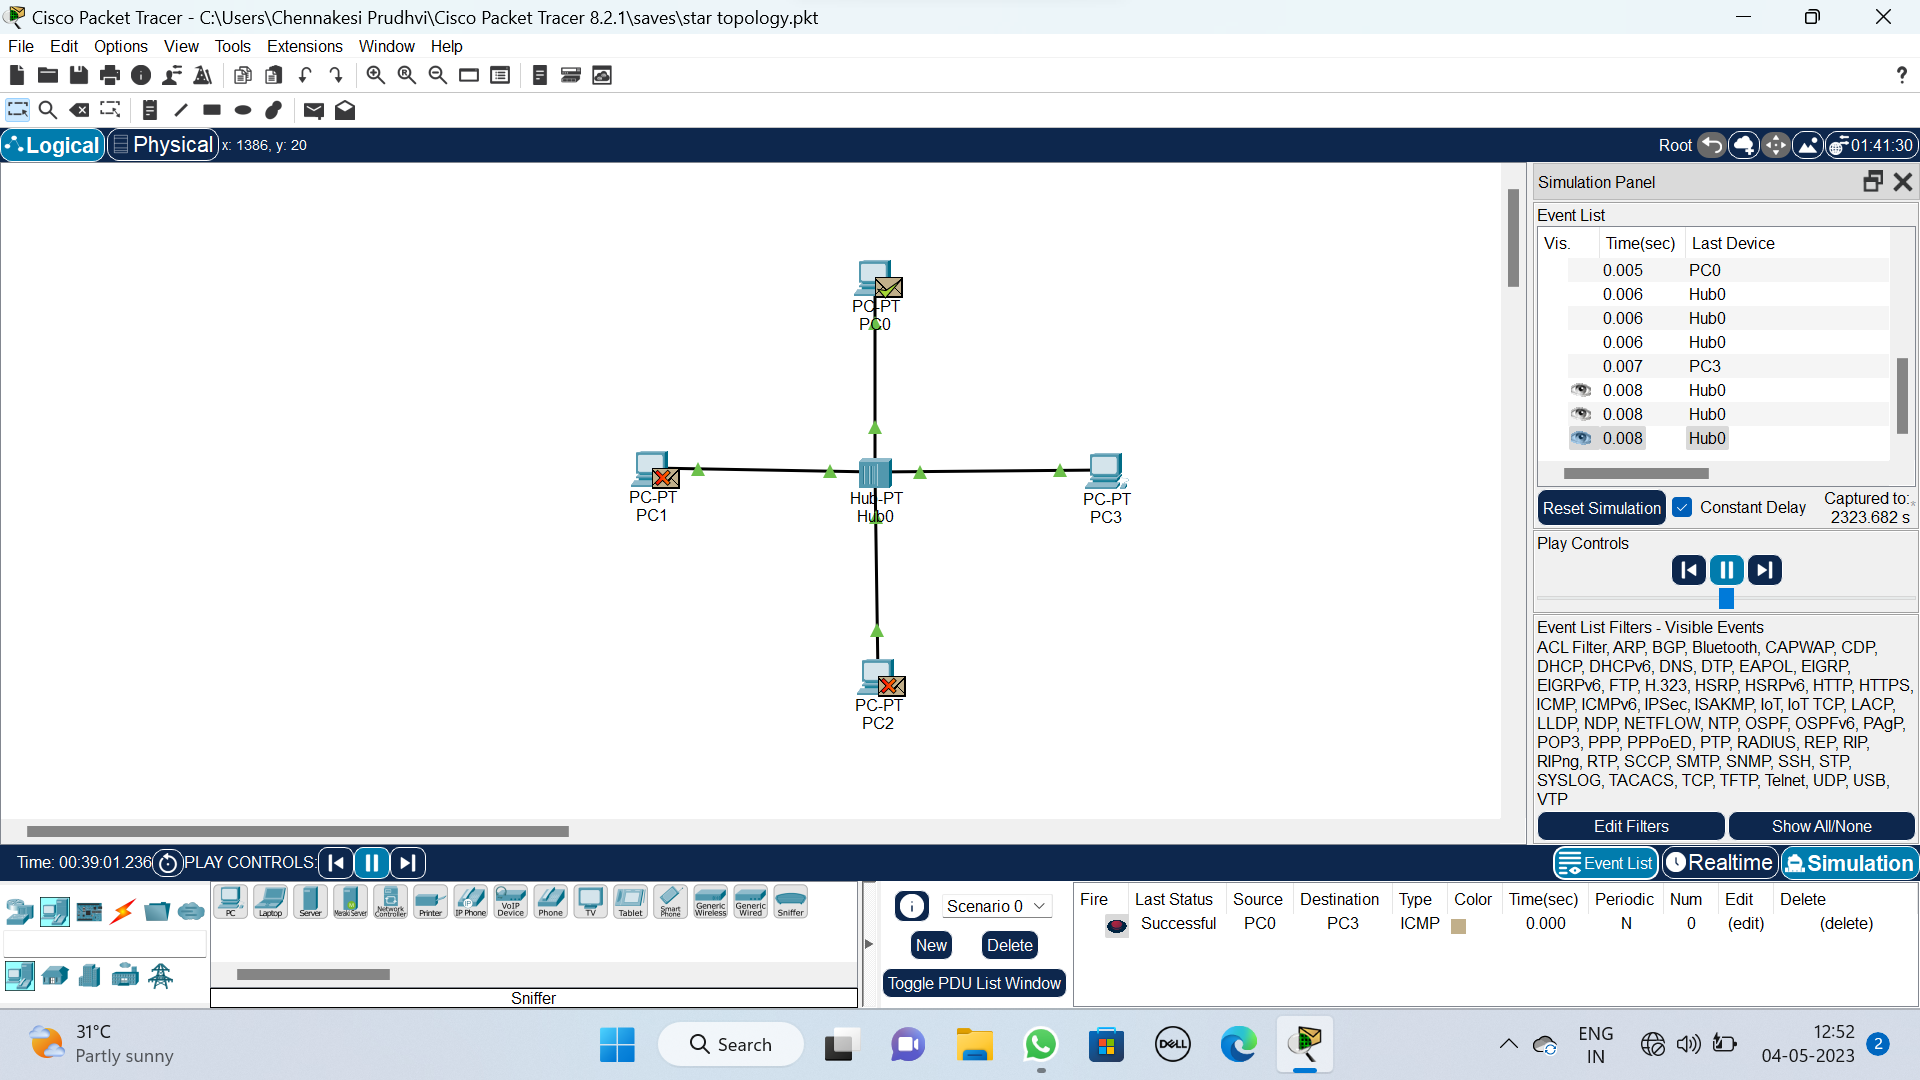 Cisco Packet Tracer - C:\Users\Chennakesi Prudhvi\Cisco Packet Tracer 8.2.1\saves\star topology.pkt
File Edit Options View Tools Extensions Window Help
?
Logical Physical x: 1386, y: 20 Root 01:41:30
Simulation Panel
Event List
Vis. Time(sec) Last Device
0.005 PC0
0.006 Hub0
0.006 Hub0
0.006 Hub0
0.007 PC3
0.008 Hub0
0.008 Hub0
0.008 Hub0
PC-PT
PC0
PC-PT
PC1
Hub-PT
Hub0
PC-PT
PC3
PC-PT
PC2
Reset Simulation Constant Delay Captured to:
2323.682 s
Play Controls
Event List Filters - Visible Events
ACL Filter, ARP, BGP, Bluetooth, CAPWAP, CDP,
DHCP, DHCPv6, DNS, DTP, EAPOL, EIGRP,
EIGRPv6, FTP, H.323, HSRP, HSRPv6, HTTP, HTTPS,
ICMP, ICMPv6, IPSec, ISAKMP, IoT, IoT TCP, LACP,
LLDP, NDP, NETFLOW, NTP, OSPF, OSPFv6, PAgP,
POP3, PPP, PPPoED, PTP, RADIUS, REP, RIP,
RIPng, RTP, SCCP, SMTP, SNMP, SSH, STP,
SYSLOG, TACACS, TCP, TFTP, Telnet, UDP, USB,
VTP
Edit Filters Show All/None
Time: 00:39:01.236 PLAY CONTROLS: Event List Realtime Simulation
PC Laptop Server Meraki Server Network Controller Printer IP Phone VoIP Device Phone TV Tablet Smart Phone Generic Wireless Generic Wired Sniffer
Sniffer
Scenario 0
New Delete
Toggle PDU List Window
Fire Last Status Source Destination Type Color Time(sec) Periodic Num Edit Delete
Successful PC0 PC3 ICMP 0.000 N 0 (edit) (delete)
31°C
Partly sunny
Search
DELL
ENG
IN
12:52
04-05-2023
2